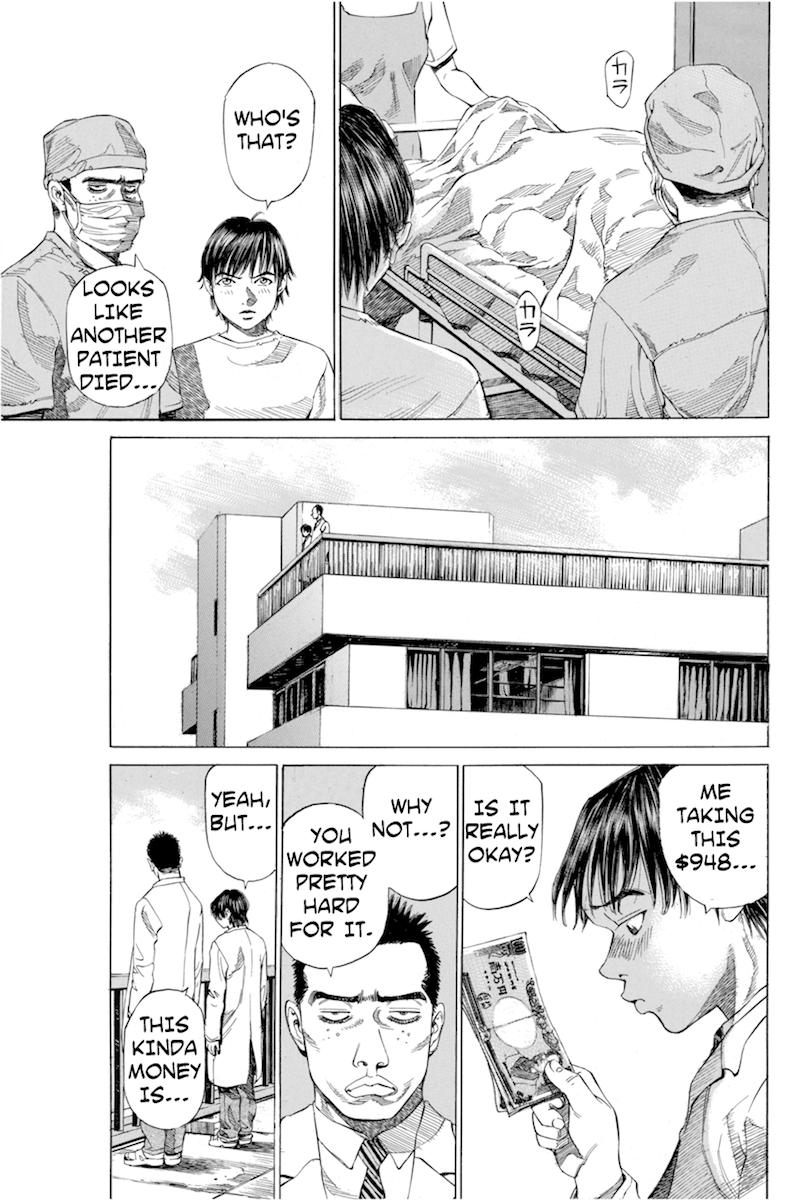 カラ
カラ
WHO'S
THAT?
LOOKS
LIKE
ANOTHER
PATIENT
DIED...
ME
TAKING
THIS
$948...
IS IT
REALLY
OKAY?
WHY
NOT...?
YOU
WORKED
PRETTY
HARD
FOR IT.
YEAH,
BUT...
THIS
KINDA
MONEY
IS...